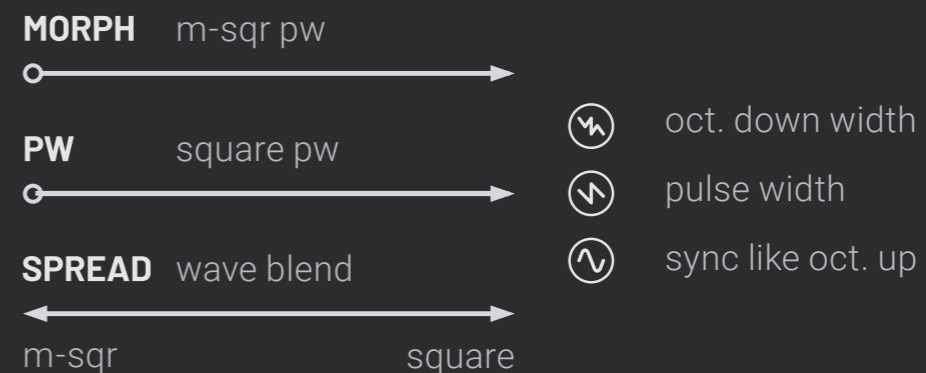 MORPH m-sqr pw
PW square pw
SPREAD wave blend
m-sqr square
oct. down width
pulse width
sync like oct. up